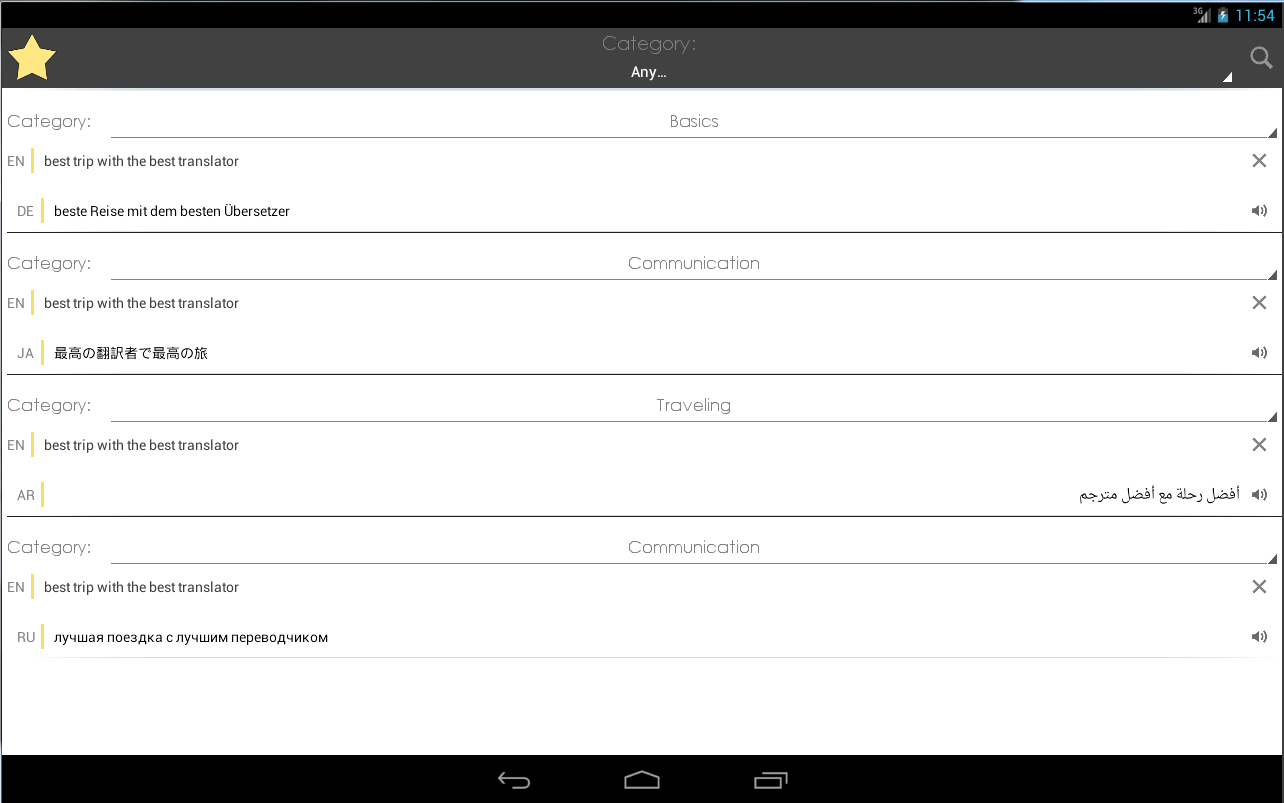 3G 11:54
Category:
Any...
Category: Basics
EN best trip with the best translator
DE beste Reise mit dem besten Übersetzer
Category: Communication
EN best trip with the best translator
JA 最高の翻訳者で最高の旅
Category: Traveling
EN best trip with the best translator
AR أفضل رحلة مع أفضل مترجم
Category: Communication
EN best trip with the best translator
RU лучшая поездка с лучшим переводчиком